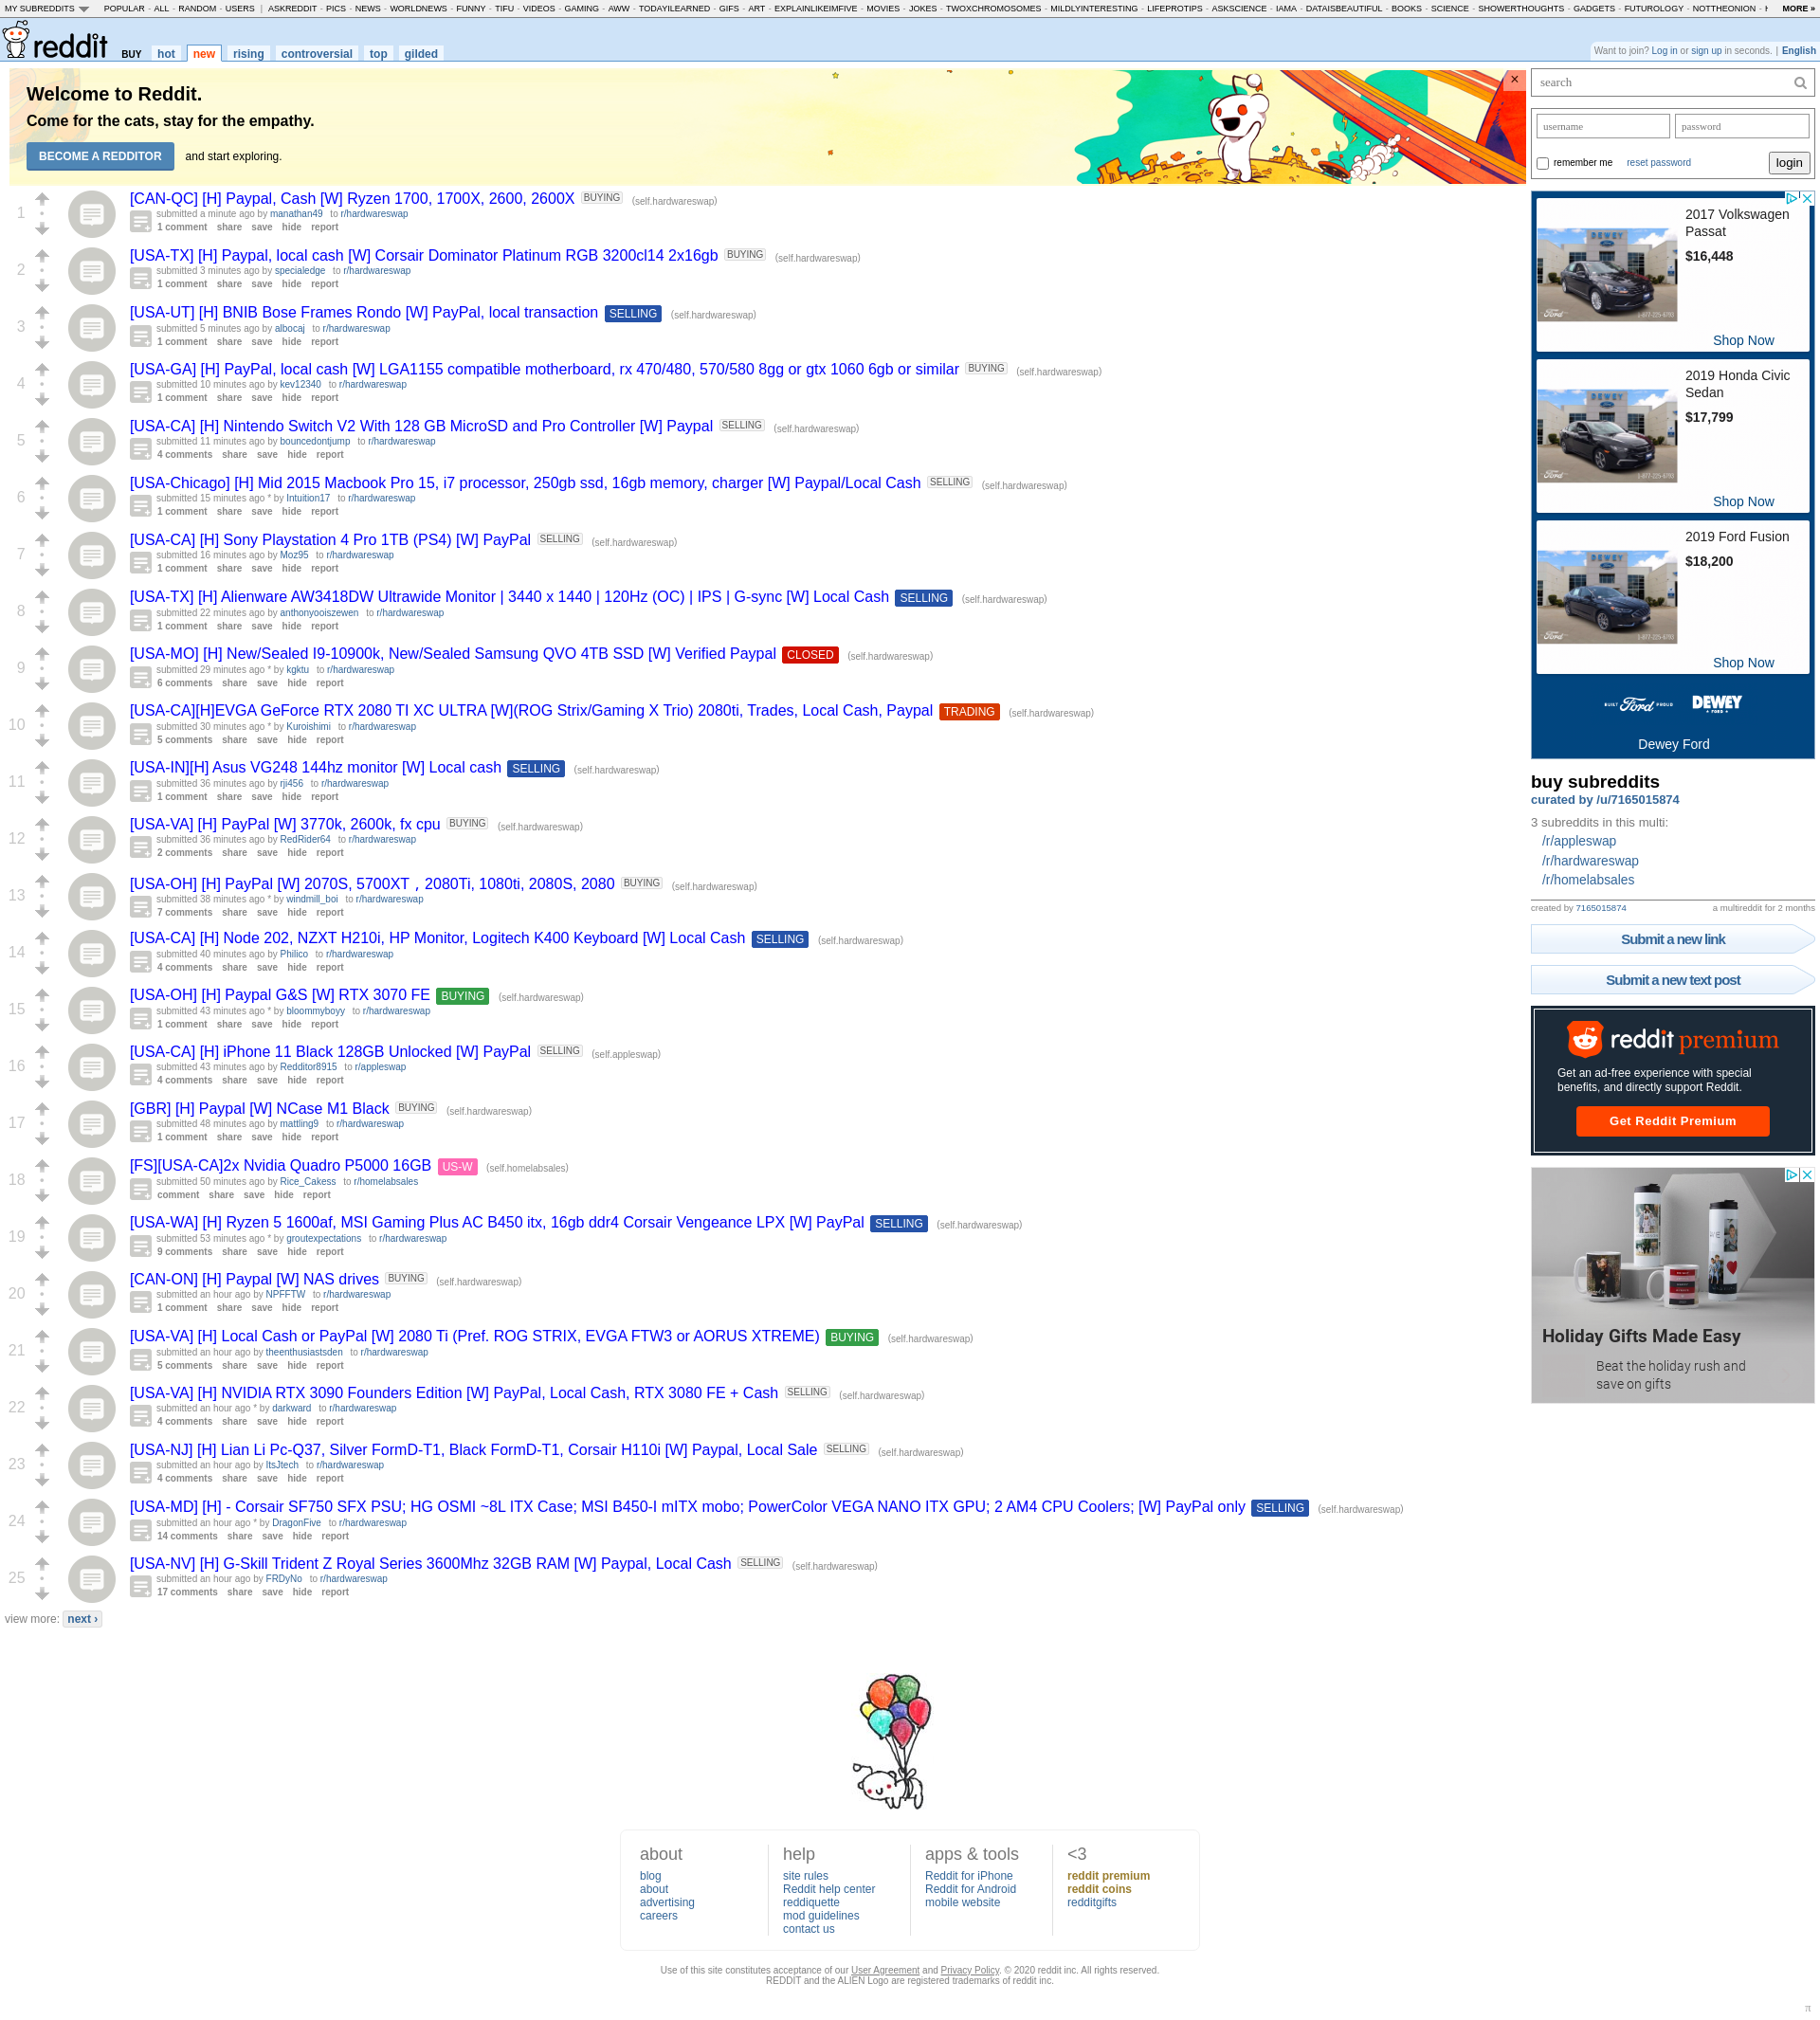 MY SUBREDDITS POPULAR - ALL - RANDOM - USERS | ASKREDDIT - PICS - NEWS - WORLDNEWS - FUNNY - TIFU - VIDEOS - GAMING - AWW - TODAYILEARNED - GIFS - ART - EXPLAINLIKEIMFIVE - MOVIES - JOKES - TWOXCHROMOSOMES - MILDLYINTERESTING - LIFEPROTIPS - ASKSCIENCE - IAMA - DATAISBEAUTIFUL - BOOKS - SCIENCE - SHOWERTHOUGHTS - GADGETS - FUTUROLOGY - NOTTHEONION - MORE »
reddit BUY hot new rising controversial top gilded
Want to join? Log in or sign up in seconds. | English
Welcome to Reddit.
Come for the cats, stay for the empathy.
BECOME A REDDITOR and start exploring.
×
1
[CAN-QC] [H] Paypal, Cash [W] Ryzen 1700, 1700X, 2600, 2600X BUYING (self.hardwareswap)
submitted a minute ago by manathan49 to r/hardwareswap
1 comment share save hide report
2
[USA-TX] [H] Paypal, local cash [W] Corsair Dominator Platinum RGB 3200cl14 2x16gb BUYING (self.hardwareswap)
submitted 3 minutes ago by specialedge to r/hardwareswap
1 comment share save hide report
3
[USA-UT] [H] BNIB Bose Frames Rondo [W] PayPal, local transaction SELLING (self.hardwareswap)
submitted 5 minutes ago by albocaj to r/hardwareswap
1 comment share save hide report
4
[USA-GA] [H] PayPal, local cash [W] LGA1155 compatible motherboard, rx 470/480, 570/580 8gg or gtx 1060 6gb or similar BUYING (self.hardwareswap)
submitted 10 minutes ago by kev12340 to r/hardwareswap
1 comment share save hide report
5
[USA-CA] [H] Nintendo Switch V2 With 128 GB MicroSD and Pro Controller [W] Paypal SELLING (self.hardwareswap)
submitted 11 minutes ago by bouncedontjump to r/hardwareswap
4 comments share save hide report
6
[USA-Chicago] [H] Mid 2015 Macbook Pro 15, i7 processor, 250gb ssd, 16gb memory, charger [W] Paypal/Local Cash SELLING (self.hardwareswap)
submitted 15 minutes ago * by Intuition17 to r/hardwareswap
1 comment share save hide report
7
[USA-CA] [H] Sony Playstation 4 Pro 1TB (PS4) [W] PayPal SELLING (self.hardwareswap)
submitted 16 minutes ago by Moz95 to r/hardwareswap
1 comment share save hide report
8
[USA-TX] [H] Alienware AW3418DW Ultrawide Monitor | 3440 x 1440 | 120Hz (OC) | IPS | G-sync [W] Local Cash SELLING (self.hardwareswap)
submitted 22 minutes ago by anthonyooiszewen to r/hardwareswap
1 comment share save hide report
9
[USA-MO] [H] New/Sealed I9-10900k, New/Sealed Samsung QVO 4TB SSD [W] Verified Paypal CLOSED (self.hardwareswap)
submitted 29 minutes ago * by kgktu to r/hardwareswap
6 comments share save hide report
10
[USA-CA][H]EVGA GeForce RTX 2080 TI XC ULTRA [W](ROG Strix/Gaming X Trio) 2080ti, Trades, Local Cash, Paypal TRADING (self.hardwareswap)
submitted 30 minutes ago * by Kuroishimi to r/hardwareswap
5 comments share save hide report
11
[USA-IN][H] Asus VG248 144hz monitor [W] Local cash SELLING (self.hardwareswap)
submitted 36 minutes ago by rji456 to r/hardwareswap
1 comment share save hide report
12
[USA-VA] [H] PayPal [W] 3770k, 2600k, fx cpu BUYING (self.hardwareswap)
submitted 36 minutes ago by RedRider64 to r/hardwareswap
2 comments share save hide report
13
[USA-OH] [H] PayPal [W] 2070S, 5700XT，2080Ti, 1080ti, 2080S, 2080 BUYING (self.hardwareswap)
submitted 38 minutes ago * by windmill_boi to r/hardwareswap
7 comments share save hide report
14
[USA-CA] [H] Node 202, NZXT H210i, HP Monitor, Logitech K400 Keyboard [W] Local Cash SELLING (self.hardwareswap)
submitted 40 minutes ago by Philico to r/hardwareswap
4 comments share save hide report
15
[USA-OH] [H] Paypal G&S [W] RTX 3070 FE BUYING (self.hardwareswap)
submitted 43 minutes ago * by bloommyboyy to r/hardwareswap
1 comment share save hide report
16
[USA-CA] [H] iPhone 11 Black 128GB Unlocked [W] PayPal SELLING (self.appleswap)
submitted 43 minutes ago by Redditor8915 to r/appleswap
4 comments share save hide report
17
[GBR] [H] Paypal [W] NCase M1 Black BUYING (self.hardwareswap)
submitted 48 minutes ago by mattling9 to r/hardwareswap
1 comment share save hide report
18
[FS][USA-CA]2x Nvidia Quadro P5000 16GB US-W (self.homelabsales)
submitted 50 minutes ago by Rice_Cakess to r/homelabsales
comment share save hide report
19
[USA-WA] [H] Ryzen 5 1600af, MSI Gaming Plus AC B450 itx, 16gb ddr4 Corsair Vengeance LPX [W] PayPal SELLING (self.hardwareswap)
submitted 53 minutes ago * by groutexpectations to r/hardwareswap
9 comments share save hide report
20
[CAN-ON] [H] Paypal [W] NAS drives BUYING (self.hardwareswap)
submitted an hour ago by NPFFTW to r/hardwareswap
1 comment share save hide report
21
[USA-VA] [H] Local Cash or PayPal [W] 2080 Ti (Pref. ROG STRIX, EVGA FTW3 or AORUS XTREME) BUYING (self.hardwareswap)
submitted an hour ago by theenthusiastsden to r/hardwareswap
5 comments share save hide report
22
[USA-VA] [H] NVIDIA RTX 3090 Founders Edition [W] PayPal, Local Cash, RTX 3080 FE + Cash SELLING (self.hardwareswap)
submitted an hour ago * by darkward to r/hardwareswap
4 comments share save hide report
23
[USA-NJ] [H] Lian Li Pc-Q37, Silver FormD-T1, Black FormD-T1, Corsair H110i [W] Paypal, Local Sale SELLING (self.hardwareswap)
submitted an hour ago by ItsJtech to r/hardwareswap
4 comments share save hide report
24
[USA-MD] [H] - Corsair SF750 SFX PSU; HG OSMI ~8L ITX Case; MSI B450-I mITX mobo; PowerColor VEGA NANO ITX GPU; 2 AM4 CPU Coolers; [W] PayPal only SELLING (self.hardwareswap)
submitted an hour ago * by DragonFive to r/hardwareswap
14 comments share save hide report
25
[USA-NV] [H] G-Skill Trident Z Royal Series 3600Mhz 32GB RAM [W] Paypal, Local Cash SELLING (self.hardwareswap)
submitted an hour ago by FRDyNo to r/hardwareswap
17 comments share save hide report
view more: next ›
search
username password
remember me reset password login
2017 Volkswagen Passat
$16,448
Shop Now
2019 Honda Civic Sedan
$17,799
Shop Now
2019 Ford Fusion
$18,200
Shop Now
BUILT Ford PROUD DEWEY FORD
Dewey Ford
buy subreddits
curated by /u/7165015874
3 subreddits in this multi:
/r/appleswap
/r/hardwareswap
/r/homelabsales
created by 7165015874 a multireddit for 2 months
Submit a new link
Submit a new text post
reddit premium
Get an ad-free experience with special
benefits, and directly support Reddit.
Get Reddit Premium
Holiday Gifts Made Easy
Beat the holiday rush and
save on gifts
about
blog
about
advertising
careers
help
site rules
Reddit help center
reddiquette
mod guidelines
contact us
apps & tools
Reddit for iPhone
Reddit for Android
mobile website
<3
reddit premium
reddit coins
redditgifts
Use of this site constitutes acceptance of our User Agreement and Privacy Policy. © 2020 reddit inc. All rights reserved.
REDDIT and the ALIEN Logo are registered trademarks of reddit inc.
π